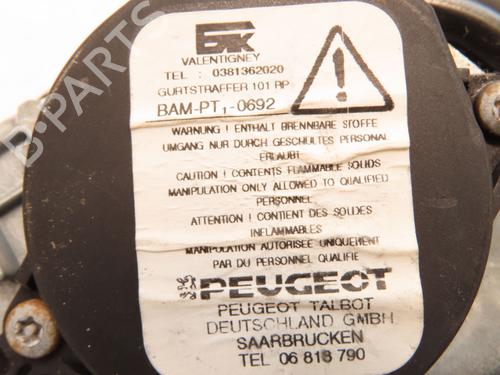 VALENTIGNEY
TEL : 0381362020
GURTSTRAFFER 101 RP
BAM-PT1-0692
WARNUNG ! ENTHALT BRENNBARE STOFFE
UMGANG NUR DURCH GESCHULTES PERSONAL
ERLAUBT
CAUTION ! CONTENTS FLAMMABLE SOLIDS
MANIPULATION ONLY ALLOWED TO QUALIFIED
PERSONNEL
ATTENTION ! CONTIENT DES SOLIDES
INFLAMMABLES
MANIPULATION AUTORISEE UNIQUEMENT
PAR DU PERSONNEL QUALIFIE
PEUGEOT
PEUGEOT TALBOT
DEUTSCHLAND GMBH
SAARBRUCKEN
TEL 06 818 790
B-PARTS